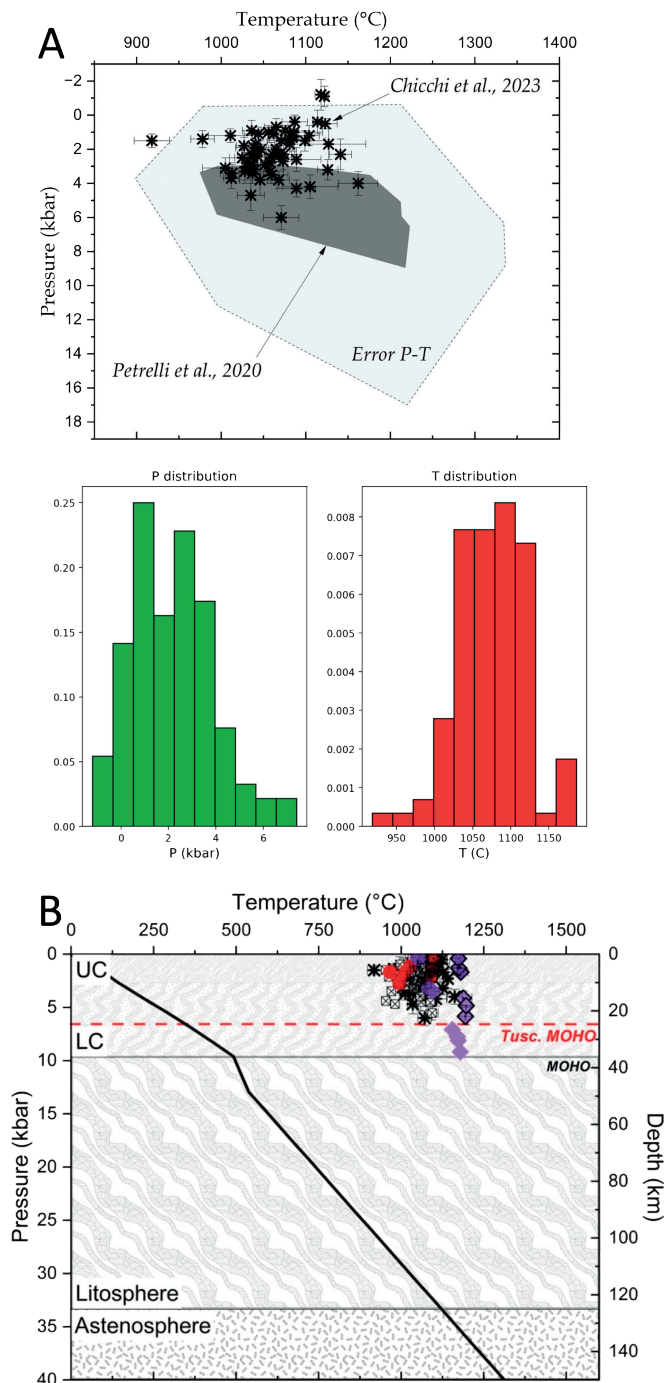 A
Temperature (°C)
900 1000 1100 1200 1300 1400
−2
0
2
4
6
8
10
12
14
16
18
Pressure (kbar)
Chicchi et al., 2023
Petrelli et al., 2020
Error P-T
P distribution
0.25
0.20
0.15
0.10
0.05
0.00
0 2 4 6
P (kbar)
T distribution
0.008
0.007
0.006
0.005
0.004
0.003
0.002
0.001
0.000
950 1000 1050 1100 1150
T (C)
B
Temperature (°C)
0 250 500 750 1000 1250 1500
0
5
10
15
20
25
30
35
40
Pressure (kbar)
UC
LC
Tusc. MOHO
MOHO
Litosphere
Astenosphere
0
20
40
60
80
100
120
140
Depth (km)